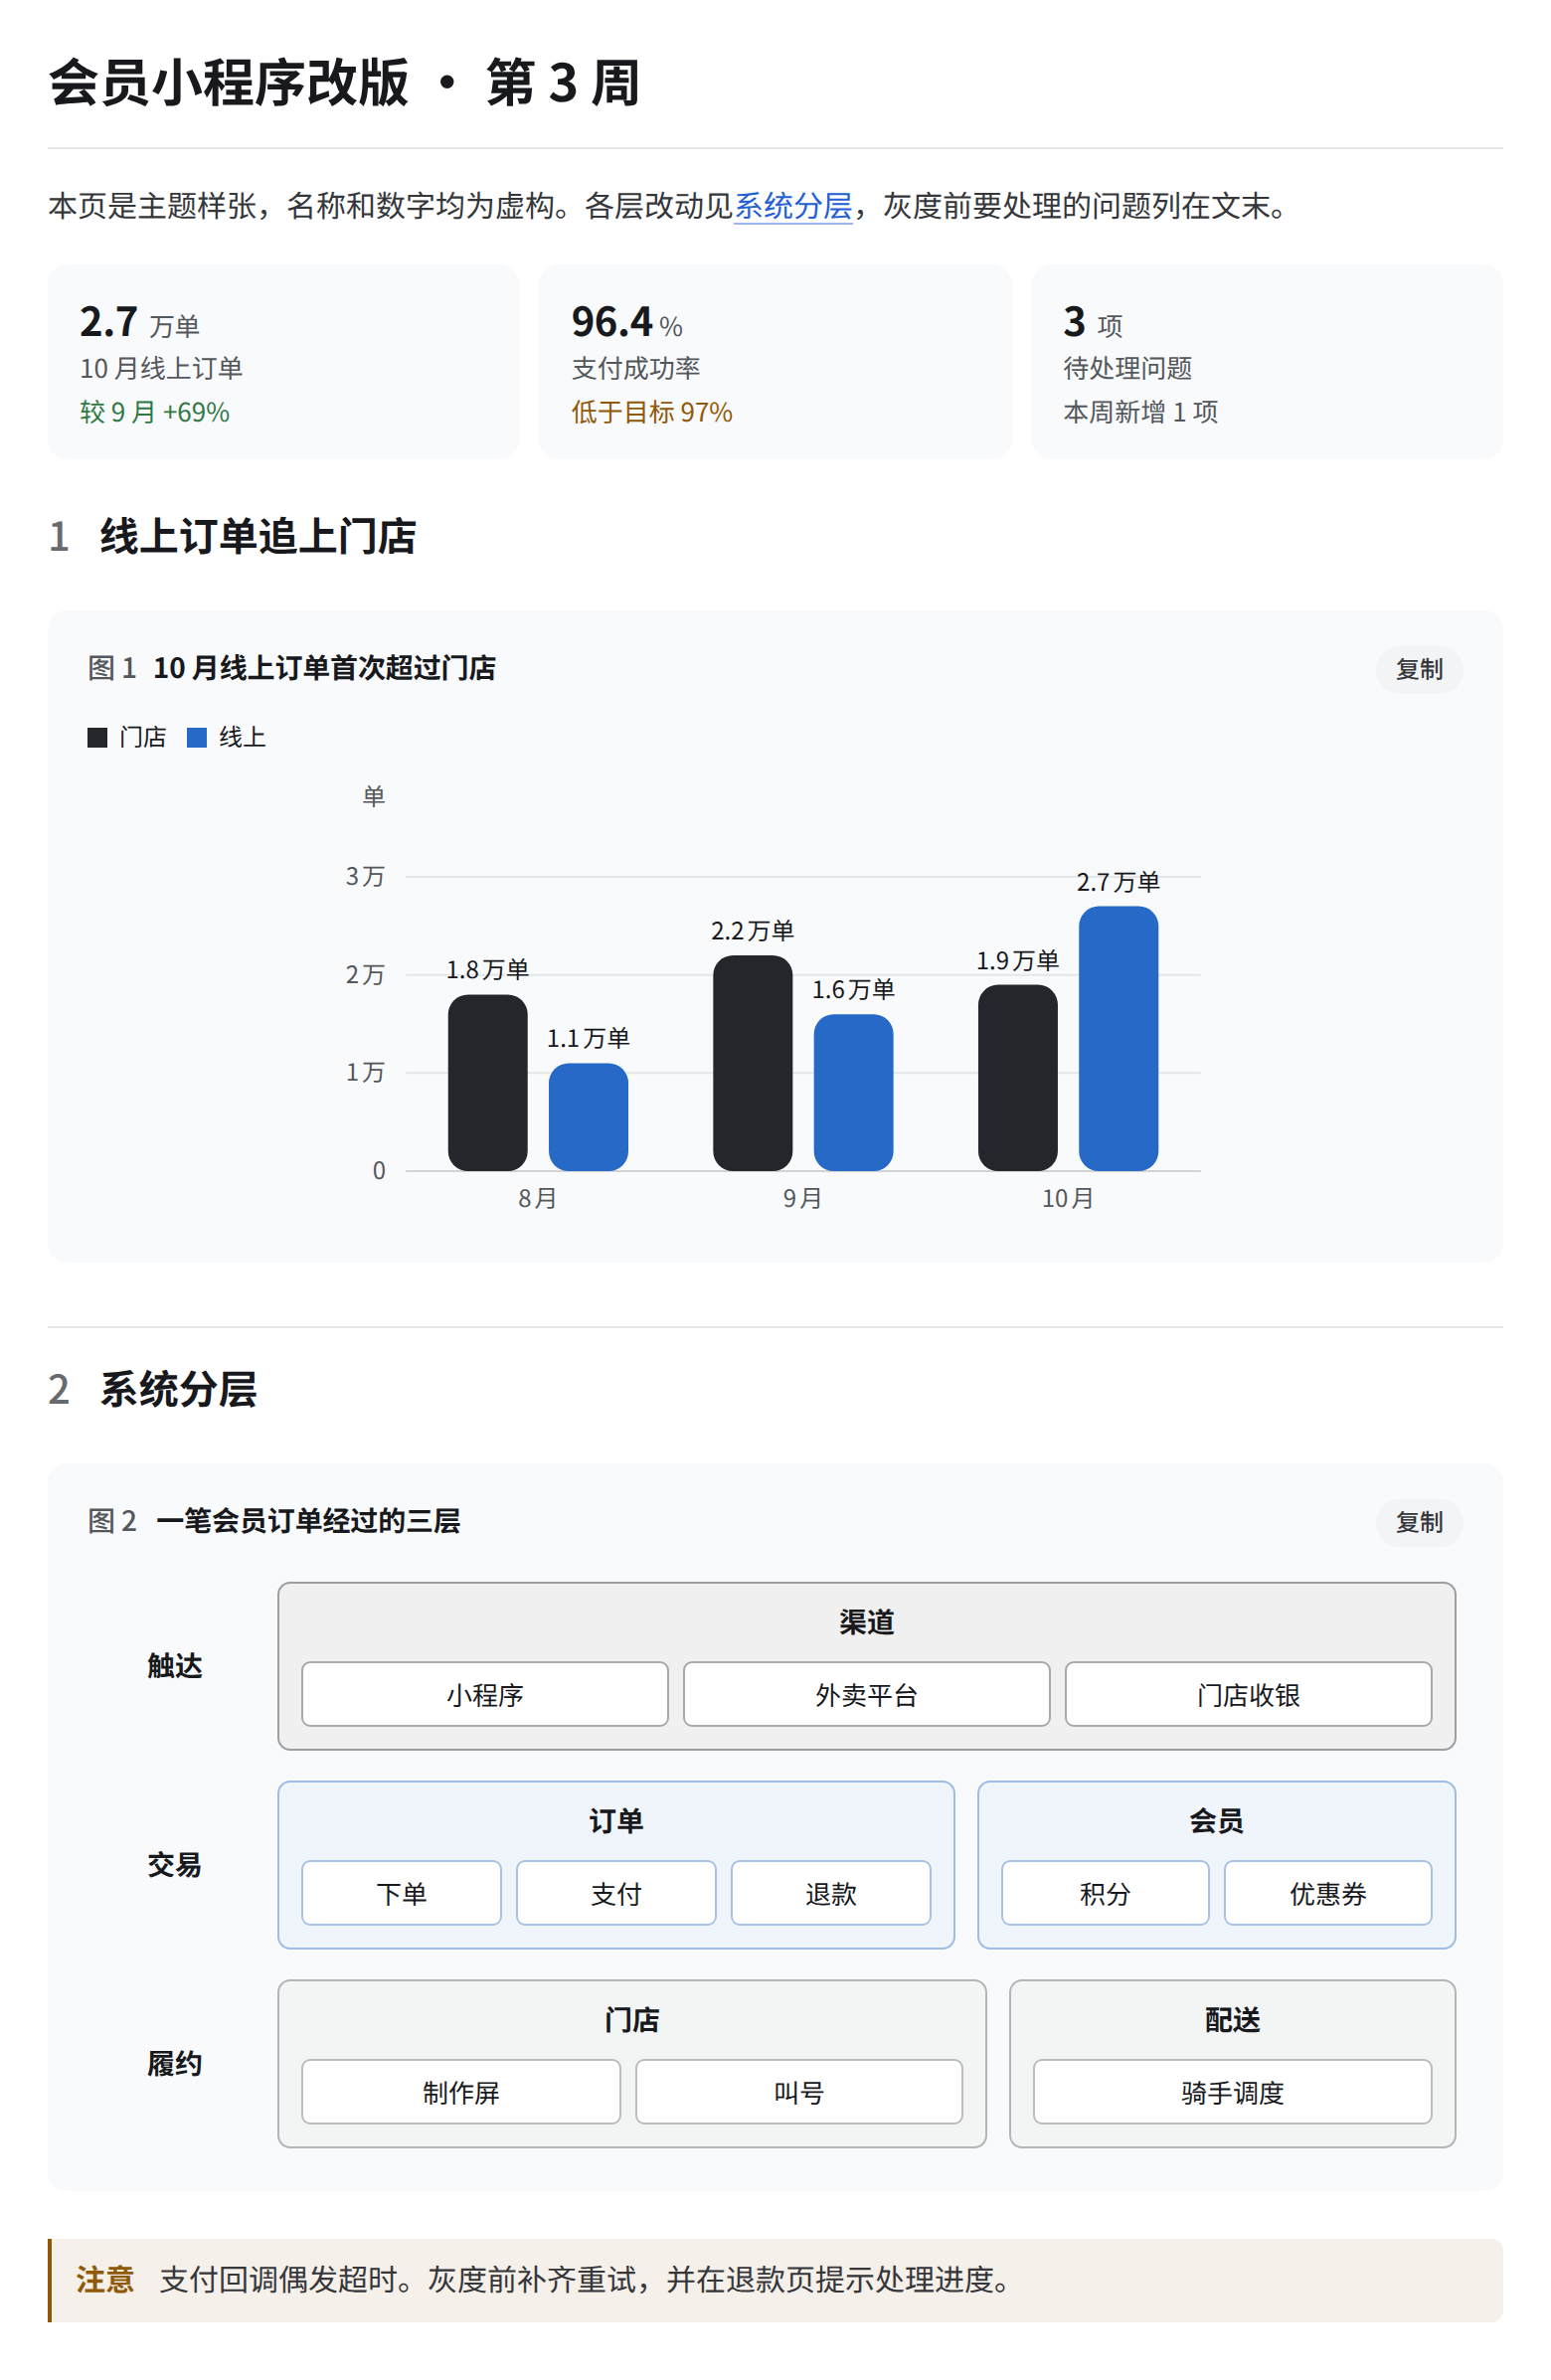 会员小程序改版 · 第 3 周
本页是主题样张，名称和数字均为虚构。各层改动见系统分层，灰度前要处理的问题列在文末。
2.7 万单
10 月线上订单
较 9 月 +69%
96.4 %
支付成功率
低于目标 97%
3 项
待处理问题
本周新增 1 项
1 线上订单追上门店
图 1 10 月线上订单首次超过门店
复制
门店 线上
单
3万
2万
1万
0
1.8万单
1.1万单
2.2万单
1.6万单
1.9万单
2.7万单
8月 9月 10月
2 系统分层
图 2 一笔会员订单经过的三层
复制
触达
渠道
小程序 外卖平台 门店收银
交易
订单
下单 支付 退款
会员
积分 优惠券
履约
门店
制作屏 叫号
配送
骑手调度
注意 支付回调偶发超时。灰度前补齐重试，并在退款页提示处理进度。